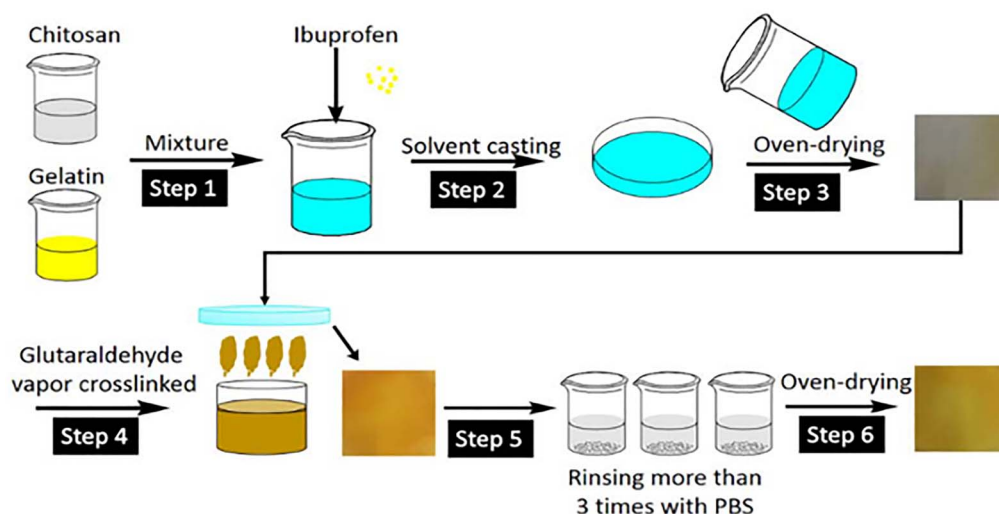 Chitosan
Ibuprofen
Mixture
Step 1
Solvent casting
Step 2
Oven-drying
Step 3
Gelatin
Glutaraldehyde
vapor crosslinked
Step 4
Step 5
Oven-drying
Step 6
Rinsing more than
3 times with PBS